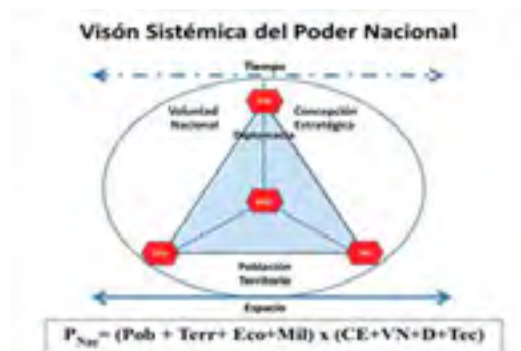 Visón Sistémica del Poder Nacional
Tiempo
Voluntad
Nacional
Concepción
Estratégica
Diplomacia
Población
Territorio
Espacio
P Nac= (Pob + Terr+ Eco+Mil) x (CE+VN+D+Tec)